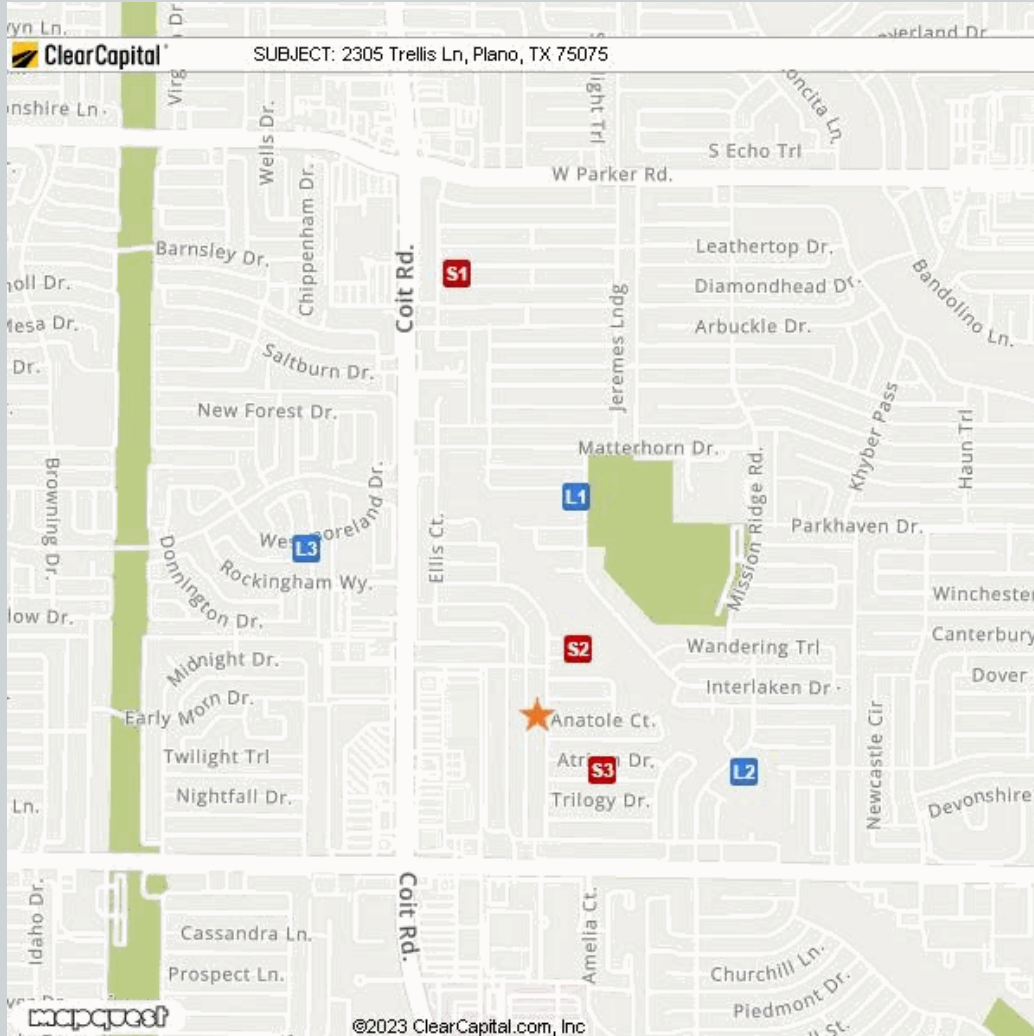 ClearCapital
SUBJECT: 2305 Trellis Ln, Plano, TX 75075
Wells Dr.
S Echo Trl
W Parker Rd.
Chippenham Dr.
Barnsley Dr.
Coit Rd.
S1
Leathertop Dr.
Diamondhead Dr.
Bandolino Ln.
Jeremes Lndg
Arbuckle Dr.
Mesa Dr.
Dr.
Saltburn Dr.
New Forest Dr.
Khyber Pass
Haun Trl
Matterhorn Dr.
Browning Dr.
L1
Mission Ridge Rd.
Parkhaven Dr.
L3
Ellis Ct.
Donnington Dr.
Rockingham Wy.
Winchester
low Dr.
Canterbury
S2
Wandering Trl
Midnight Dr.
Dover
Interlaken Dr
Early Morn Dr.
Anatole Ct.
Newcastle Cir
Twilight Trl
S3
L2
Nightfall Dr.
Trilogy Dr.
Devonshire
Ln.
Idaho Dr.
Coit Rd.
Amelia Ct.
Cassandra Ln.
Prospect Ln.
Churchill Ln.
Piedmont Dr.
mapquest
©2023 ClearCapital.com, Inc